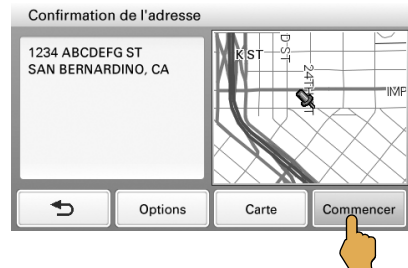 Confirmation de l'adresse
1234 ABCDEFG ST
SAN BERNARDINO, CA
K ST
D ST
24TH ST
IMP
Options
Carte
Commencer